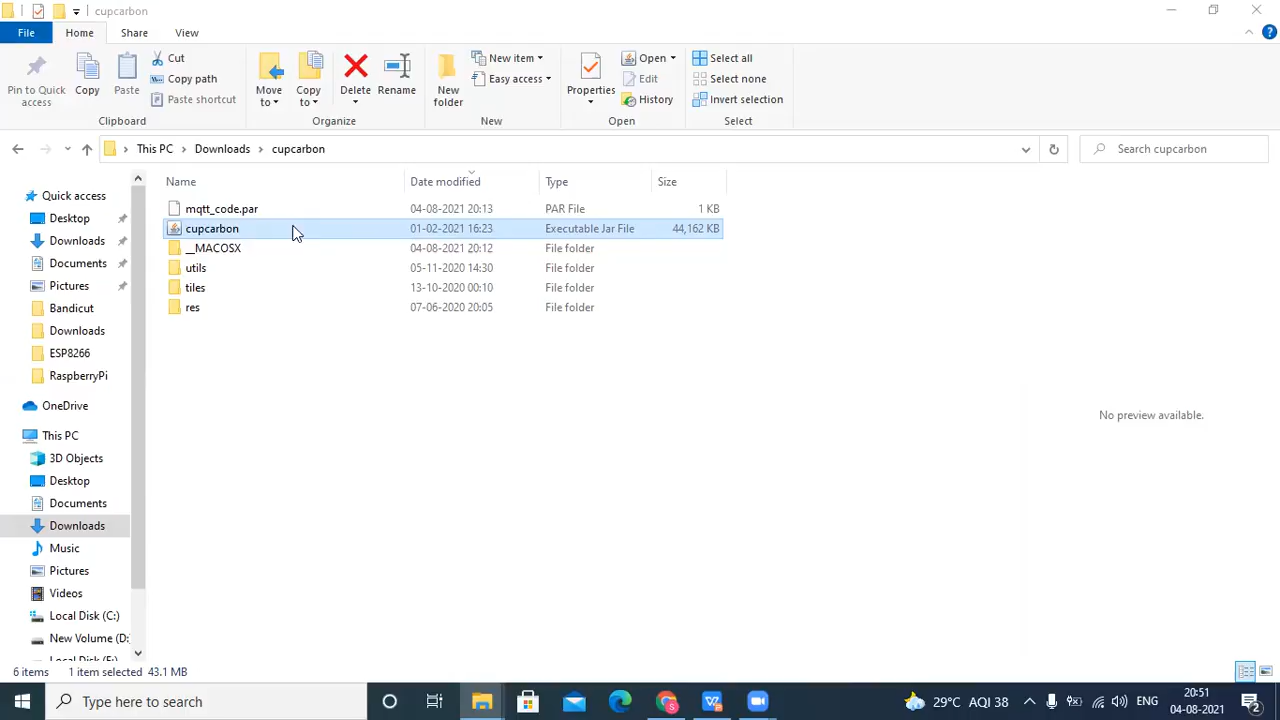 cupcarbon
File Home Share View
Pin to Quick access
Copy
Paste
Cut
Copy path
Paste shortcut
Clipboard
Move to
Copy to
Delete
Rename
Organize
New folder
New item
Easy access
New
Properties
Open
Edit
History
Open
Select all
Select none
Invert selection
Select
This PC > Downloads > cupcarbon
Search cupcarbon
Name Date modified Type Size
mqtt_code.par 04-08-2021 20:13 PAR File 1 KB
cupcarbon 01-02-2021 16:23 Executable Jar File 44,162 KB
__MACOSX 04-08-2021 20:12 File folder
utils 05-11-2020 14:30 File folder
tiles 13-10-2020 00:10 File folder
res 07-06-2020 20:05 File folder
Quick access
Desktop
Downloads
Documents
Pictures
Bandicut
Downloads
ESP8266
RaspberryPi
OneDrive
This PC
3D Objects
Desktop
Documents
Downloads
Music
Pictures
Videos
Local Disk (C:)
New Volume (D:
No preview available.
6 items 1 item selected 43.1 MB
Type here to search
29°C AQI 38
ENG
20:51
04-08-2021
2